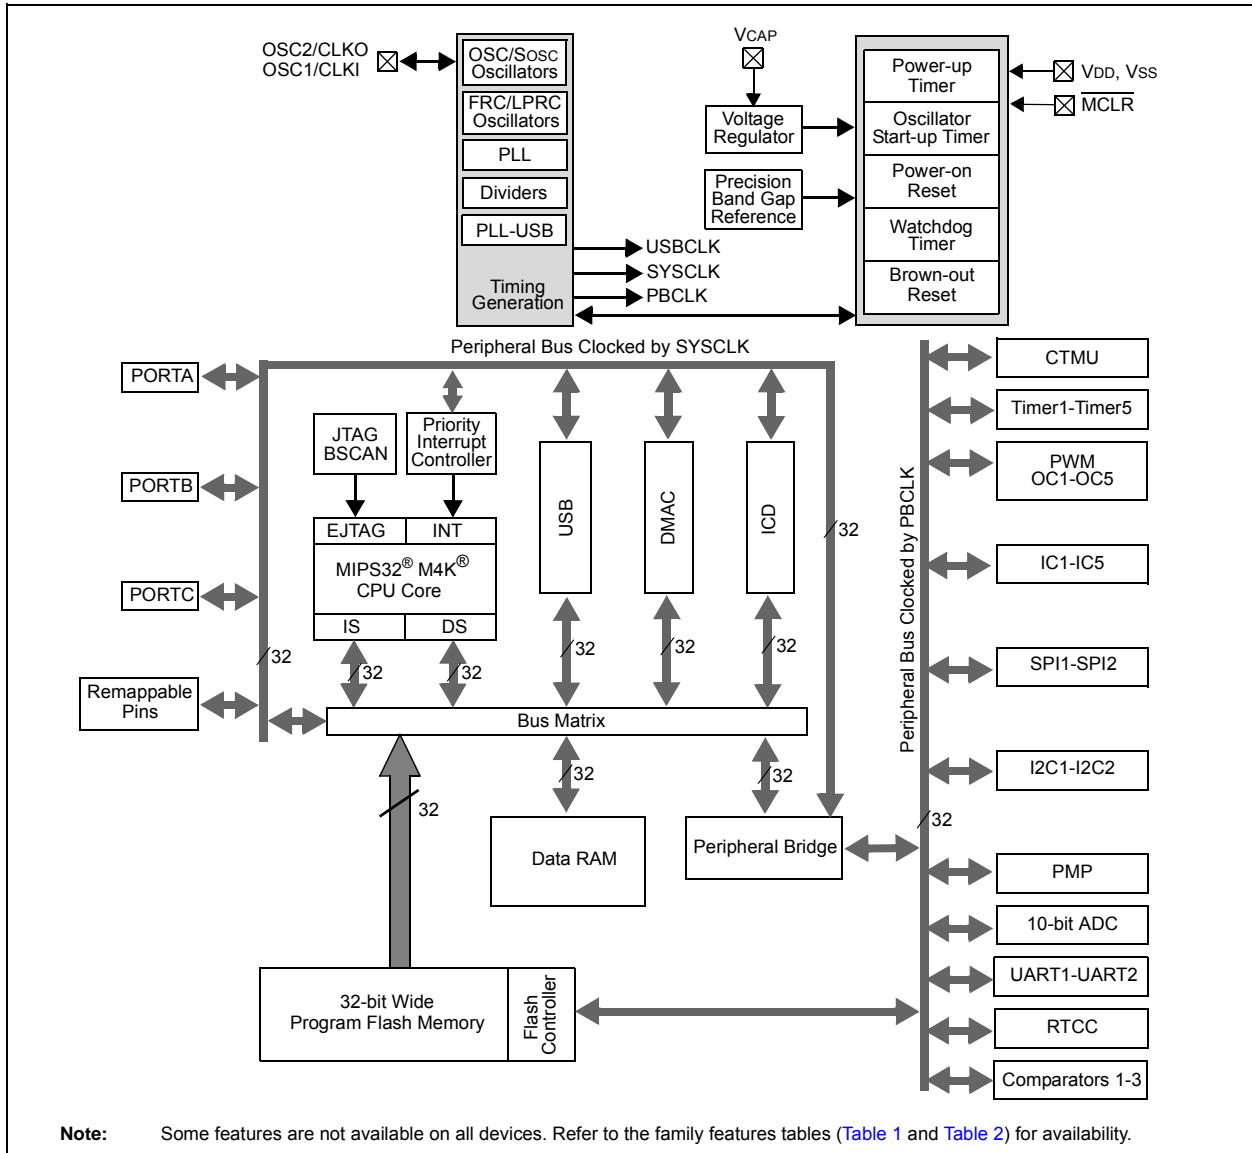 OSC2/CLKO
OSC1/CLKI
OSC/SOSC
Oscillators
FRC/LPRC
Oscillators
PLL
Dividers
PLL-USB
Timing
Generation
USBCLK
SYSCLK
PBCLK
VCAP
Voltage
Regulator
Precision
Band Gap
Reference
Power-up
Timer
Oscillator
Start-up Timer
Power-on
Reset
Watchdog
Timer
Brown-out
Reset
VDD, VSS
MCLR
Peripheral Bus Clocked by SYSCLK
PORTA
PORTB
PORTC
Remappable
Pins
32
JTAG
BSCAN
Priority
Interrupt
Controller
EJTAG
INT
MIPS32® M4K®
CPU Core
IS
DS
32
32
USB
32
DMAC
32
ICD
32
32
Bus Matrix
32
32
32
Data RAM
Peripheral Bridge
32-bit Wide
Program Flash Memory
Flash
Controller
Peripheral Bus Clocked by PBCLK
32
CTMU
Timer1-Timer5
PWM
OC1-OC5
IC1-IC5
SPI1-SPI2
I2C1-I2C2
PMP
10-bit ADC
UART1-UART2
RTCC
Comparators 1-3
Note: Some features are not available on all devices. Refer to the family features tables (Table 1 and Table 2) for availability.